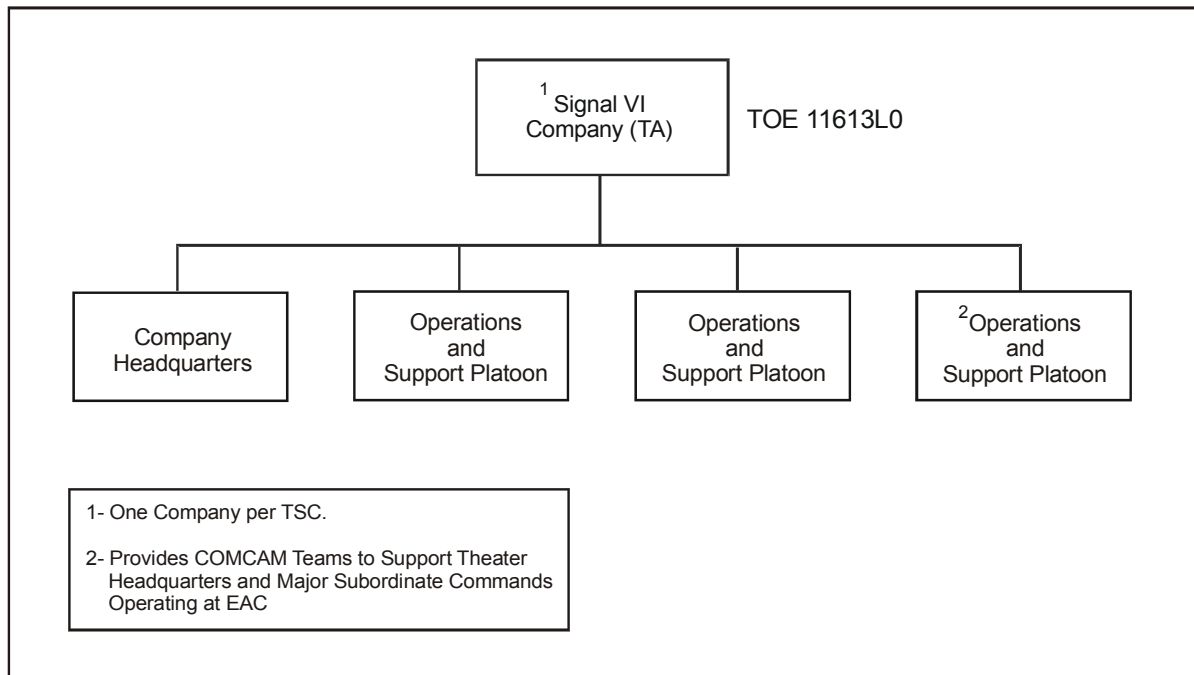 1 Signal VI
Company (TA)
TOE 11613L0
Company
Headquarters
Operations
and
Support Platoon
Operations
and
Support Platoon
2 Operations
and
Support Platoon
1- One Company per TSC.
2- Provides COMCAM Teams to Support Theater
Headquarters and Major Subordinate Commands
Operating at EAC